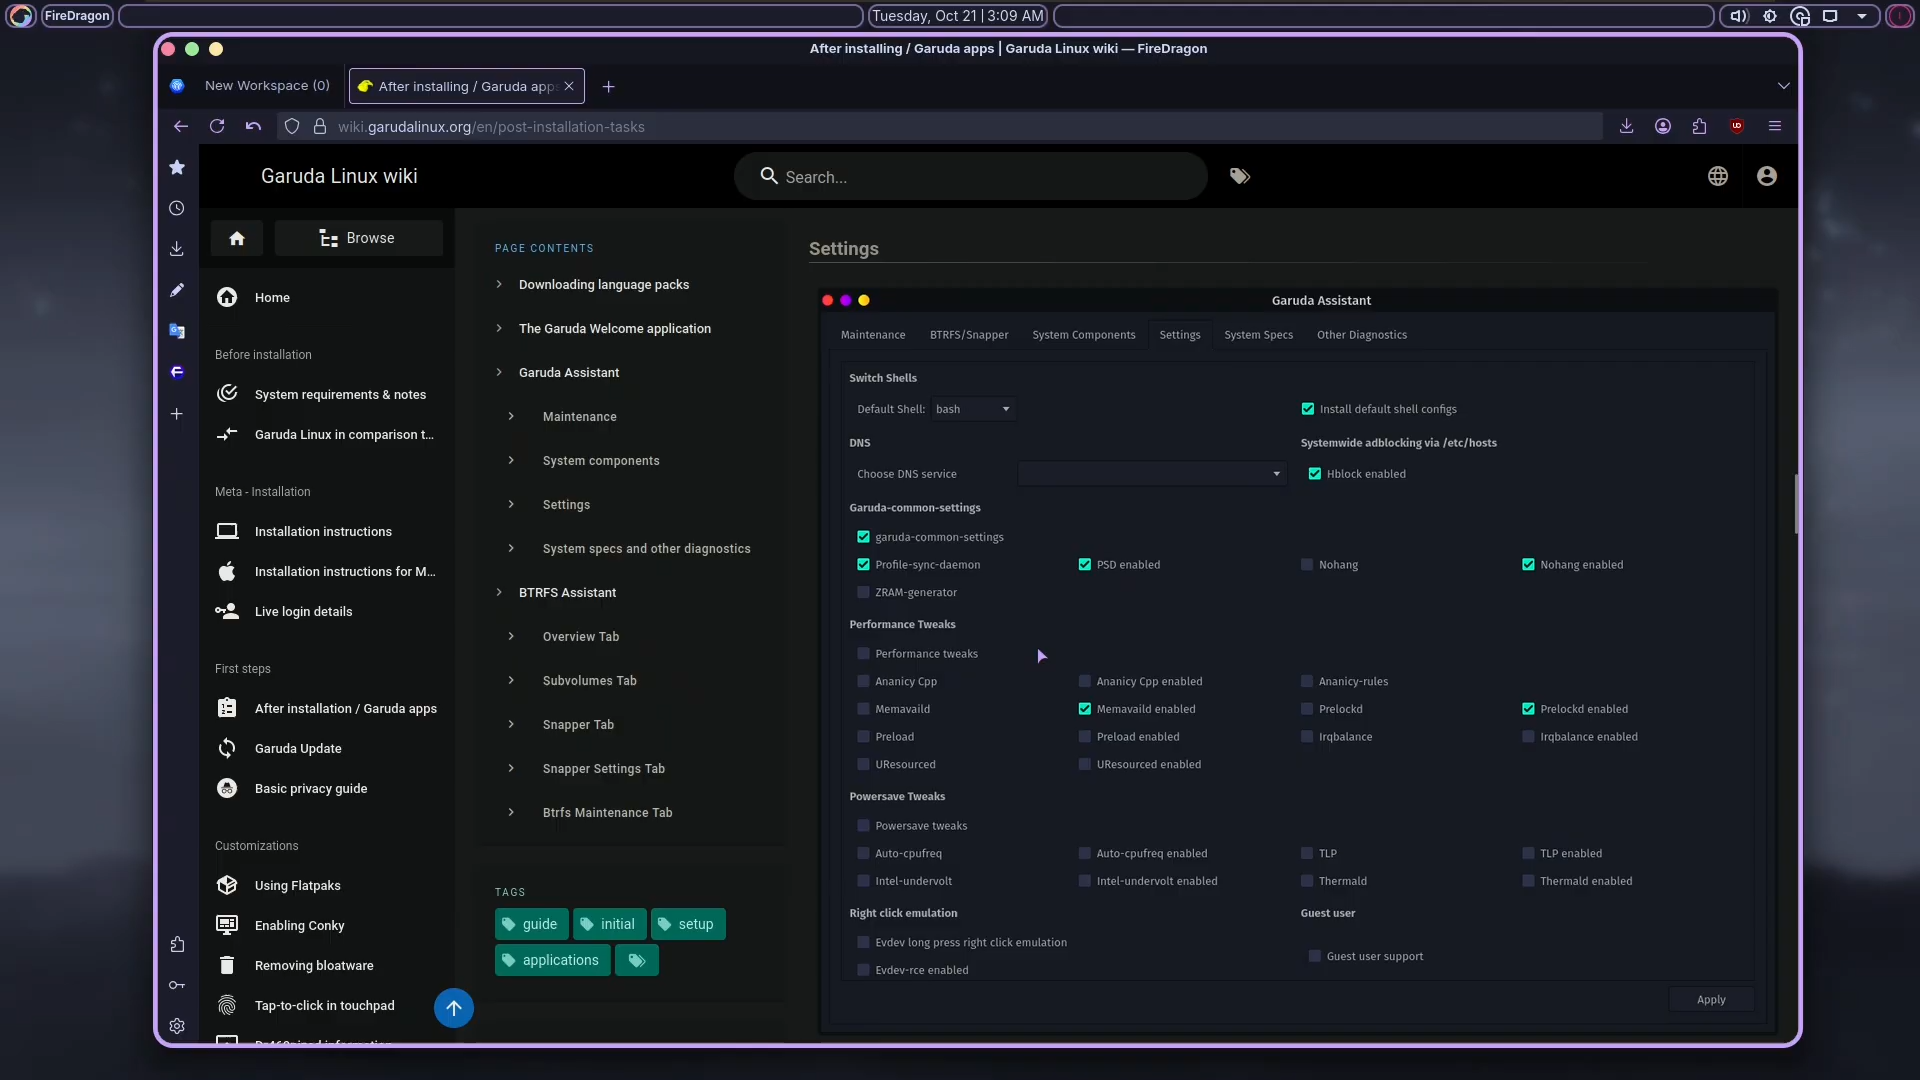 FireDragon
Tuesday, Oct 21 | 3:09 AM
After installing / Garuda apps | Garuda Linux wiki — FireDragon
New Workspace (0)
After installing / Garuda app
wiki.garudalinux.org/en/post-installation-tasks
Garuda Linux wiki
Search...
Browse
Home
Before installation
System requirements & notes
Garuda Linux in comparison t...
Meta - Installation
Installation instructions
Installation instructions for M...
Live login details
First steps
After installation / Garuda apps
Garuda Update
Basic privacy guide
Customizations
Using Flatpaks
Enabling Conky
Removing bloatware
Tap-to-click in touchpad
PAGE CONTENTS
Downloading language packs
The Garuda Welcome application
Garuda Assistant
Maintenance
System components
Settings
System specs and other diagnostics
BTRFS Assistant
Overview Tab
Subvolumes Tab
Snapper Tab
Snapper Settings Tab
Btrfs Maintenance Tab
TAGS
guide initial setup
applications
Settings
Garuda Assistant
Maintenance BTRFS/Snapper System Components Settings System Specs Other Diagnostics
Switch Shells
Default Shell: bash Install default shell configs
DNS Systemwide adblocking via /etc/hosts
Choose DNS service Hblock enabled
Garuda-common-settings
garuda-common-settings
Profile-sync-daemon PSD enabled Nohang Nohang enabled
ZRAM-generator
Performance Tweaks
Performance tweaks
Ananicy Cpp Ananicy Cpp enabled Ananicy-rules
Memavaild Memavaild enabled Prelockd Prelockd enabled
Preload Preload enabled Irqbalance Irqbalance enabled
UResourced UResourced enabled
Powersave Tweaks
Powersave tweaks
Auto-cpufreq Auto-cpufreq enabled TLP TLP enabled
Intel-undervolt Intel-undervolt enabled Thermald Thermald enabled
Right click emulation Guest user
Evdev long press right click emulation Guest user support
Evdev-rce enabled
Apply